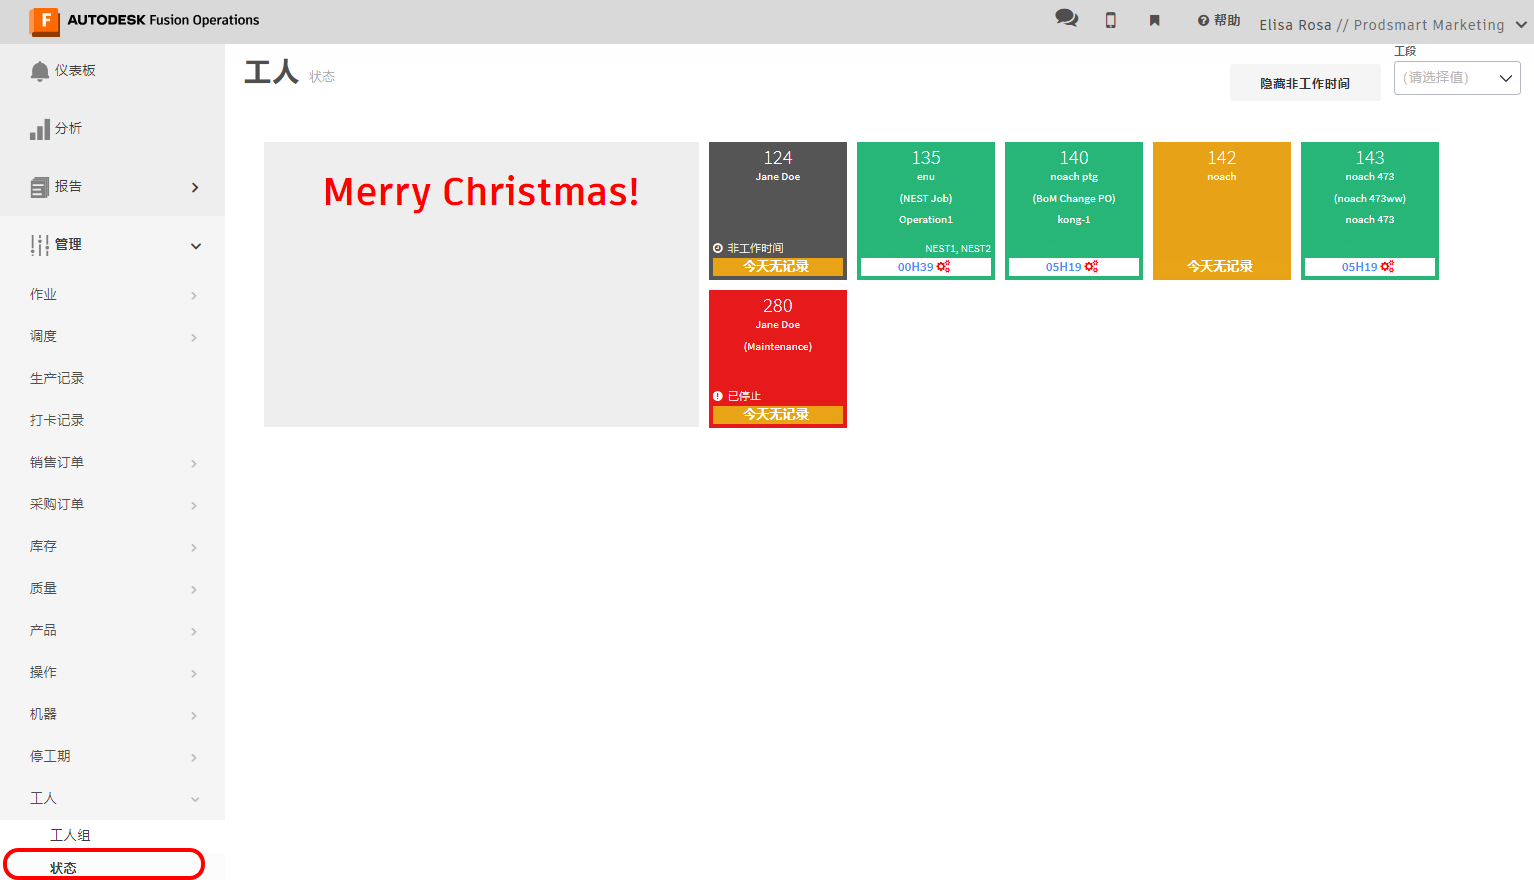 AUTODESK Fusion Operations
帮助
Elisa Rosa // Prodsmart Marketing
仪表板
分析
报告
管理
作业
调度
生产记录
打卡记录
销售订单
采购订单
库存
质量
产品
操作
机器
停工期
工人
工人组
状态
工人 状态
隐藏非工作时间
工段
(请选择值)
Merry Christmas!
124
Jane Doe
非工作时间
今天无记录
135
enu
(NEST Job)
Operation1
NEST1, NEST2
00H39
140
noach ptg
(BoM Change PO)
kong-1
05H19
142
noach
今天无记录
143
noach 473
(noach 473ww)
noach 473
05H19
280
Jane Doe
(Maintenance)
已停止
今天无记录